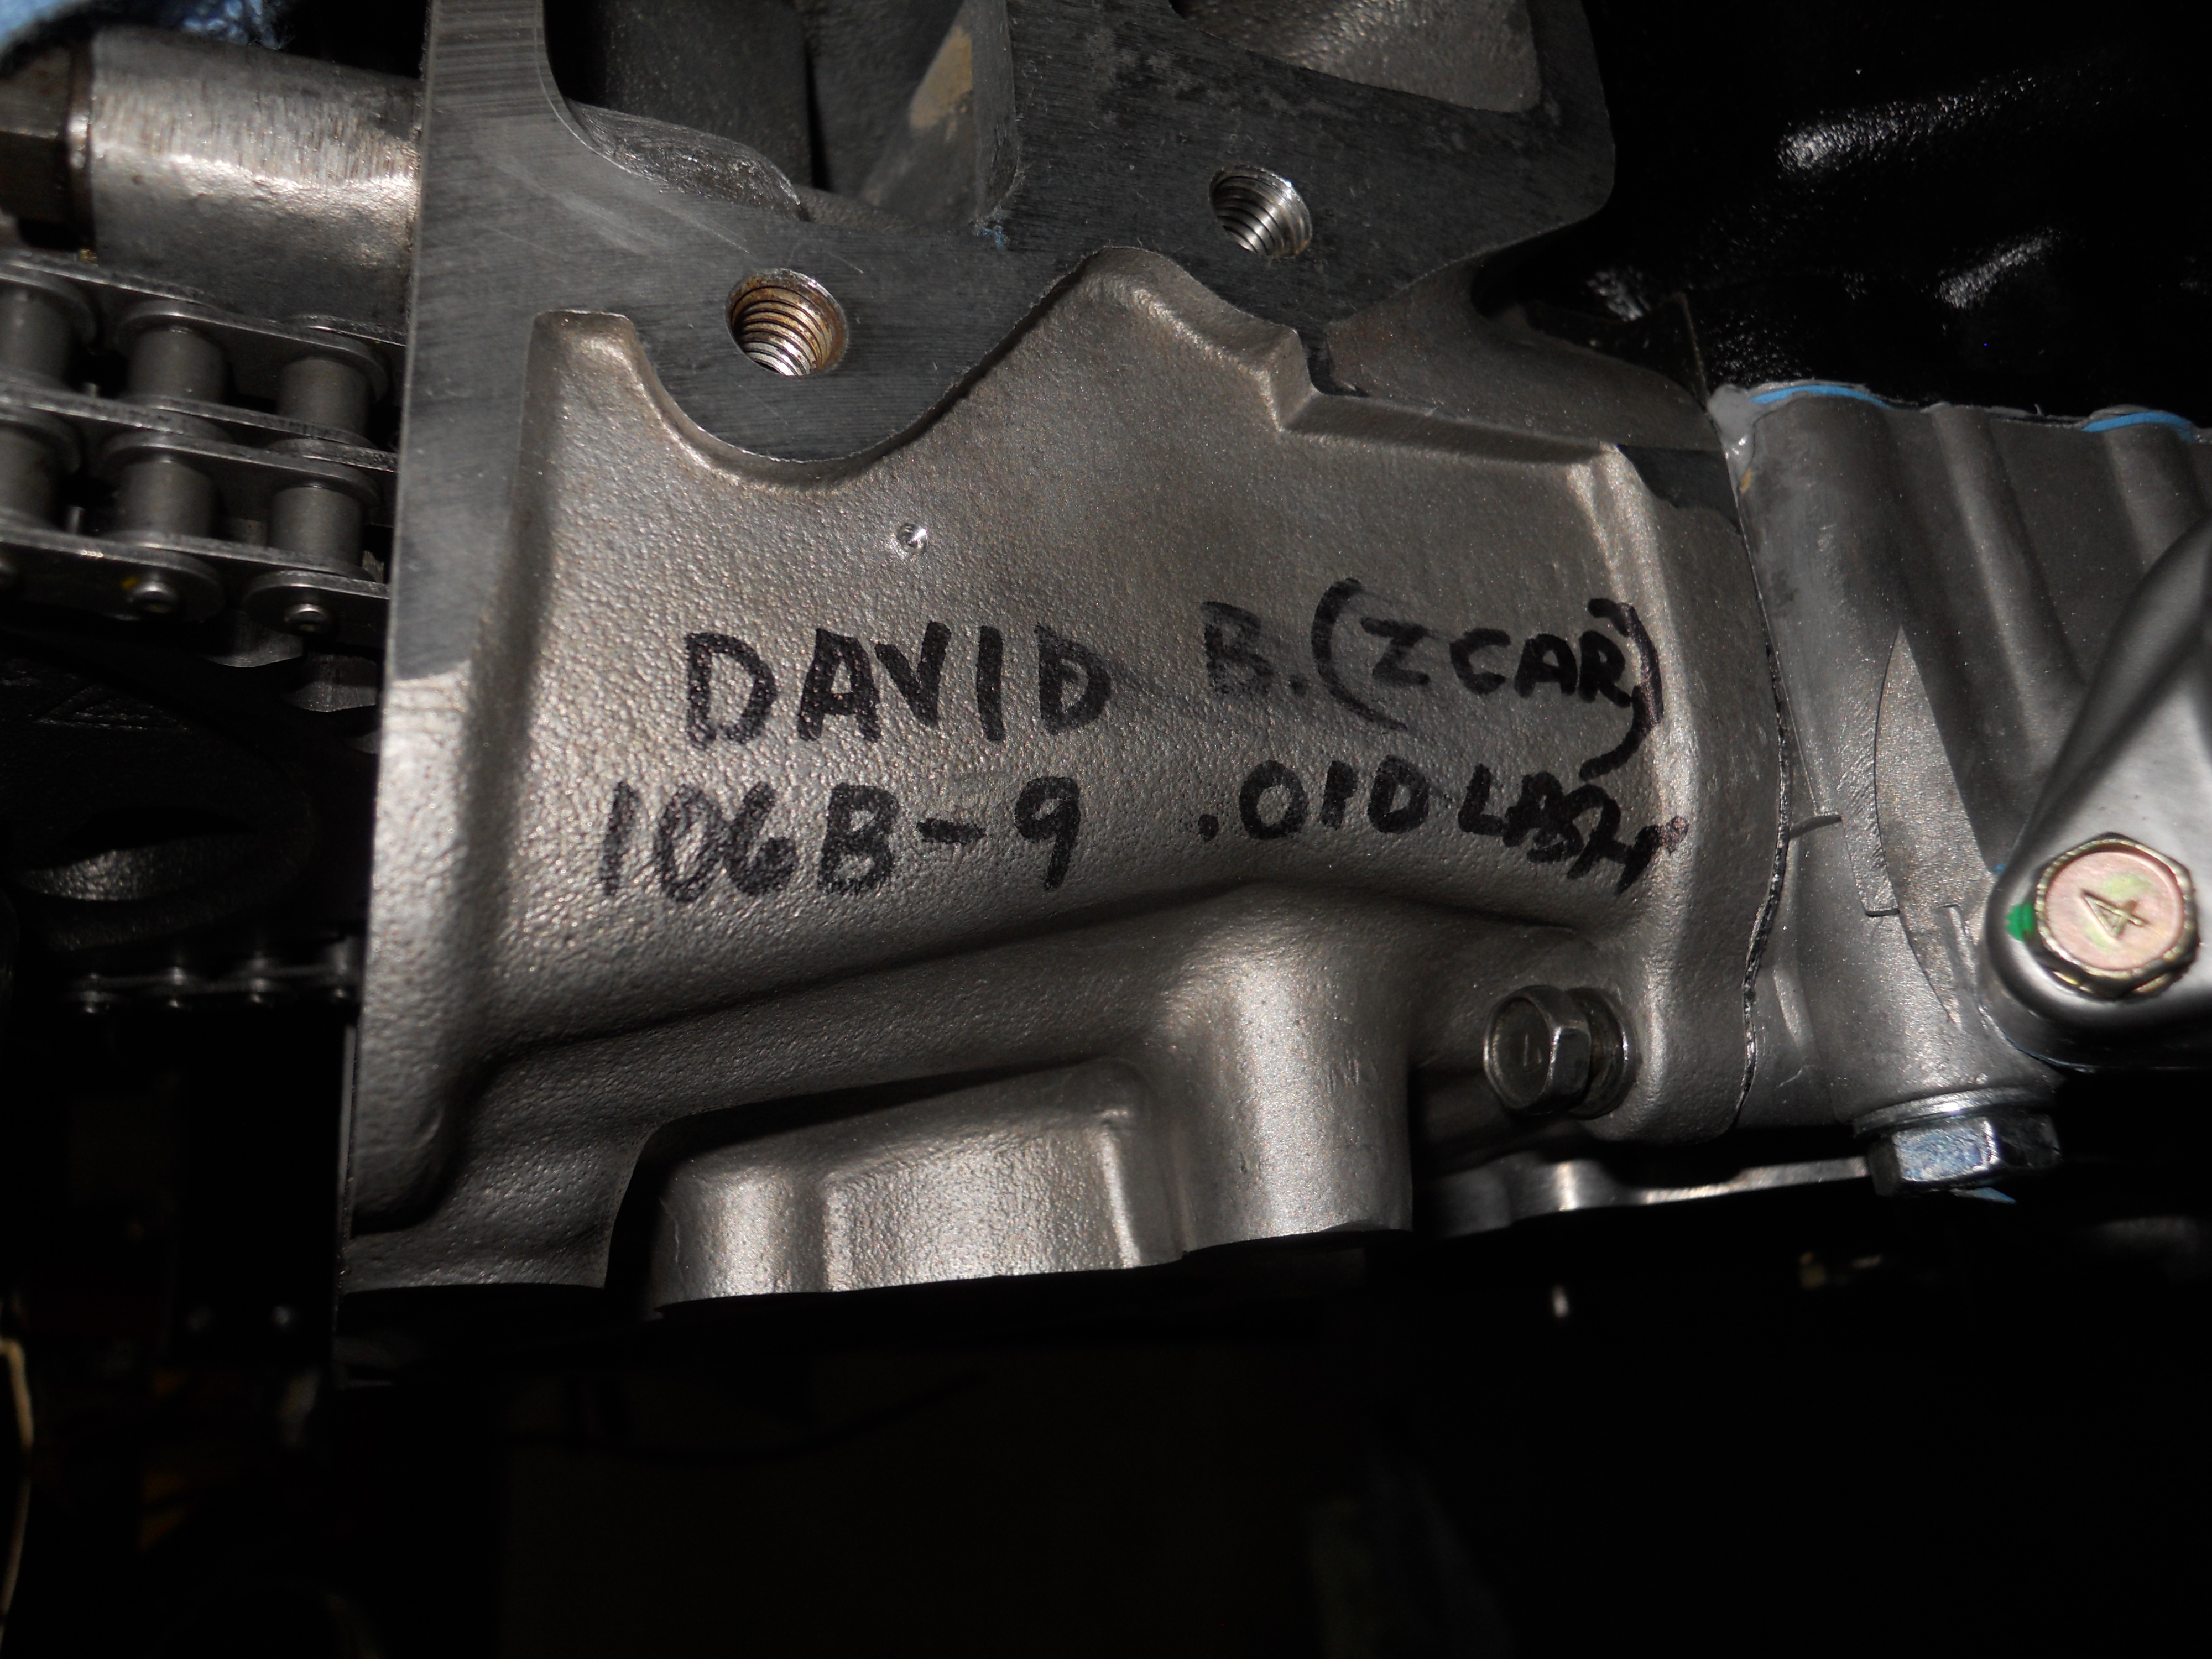 DAVID B. (Z CAR)
106B-9 .010 LASH
4